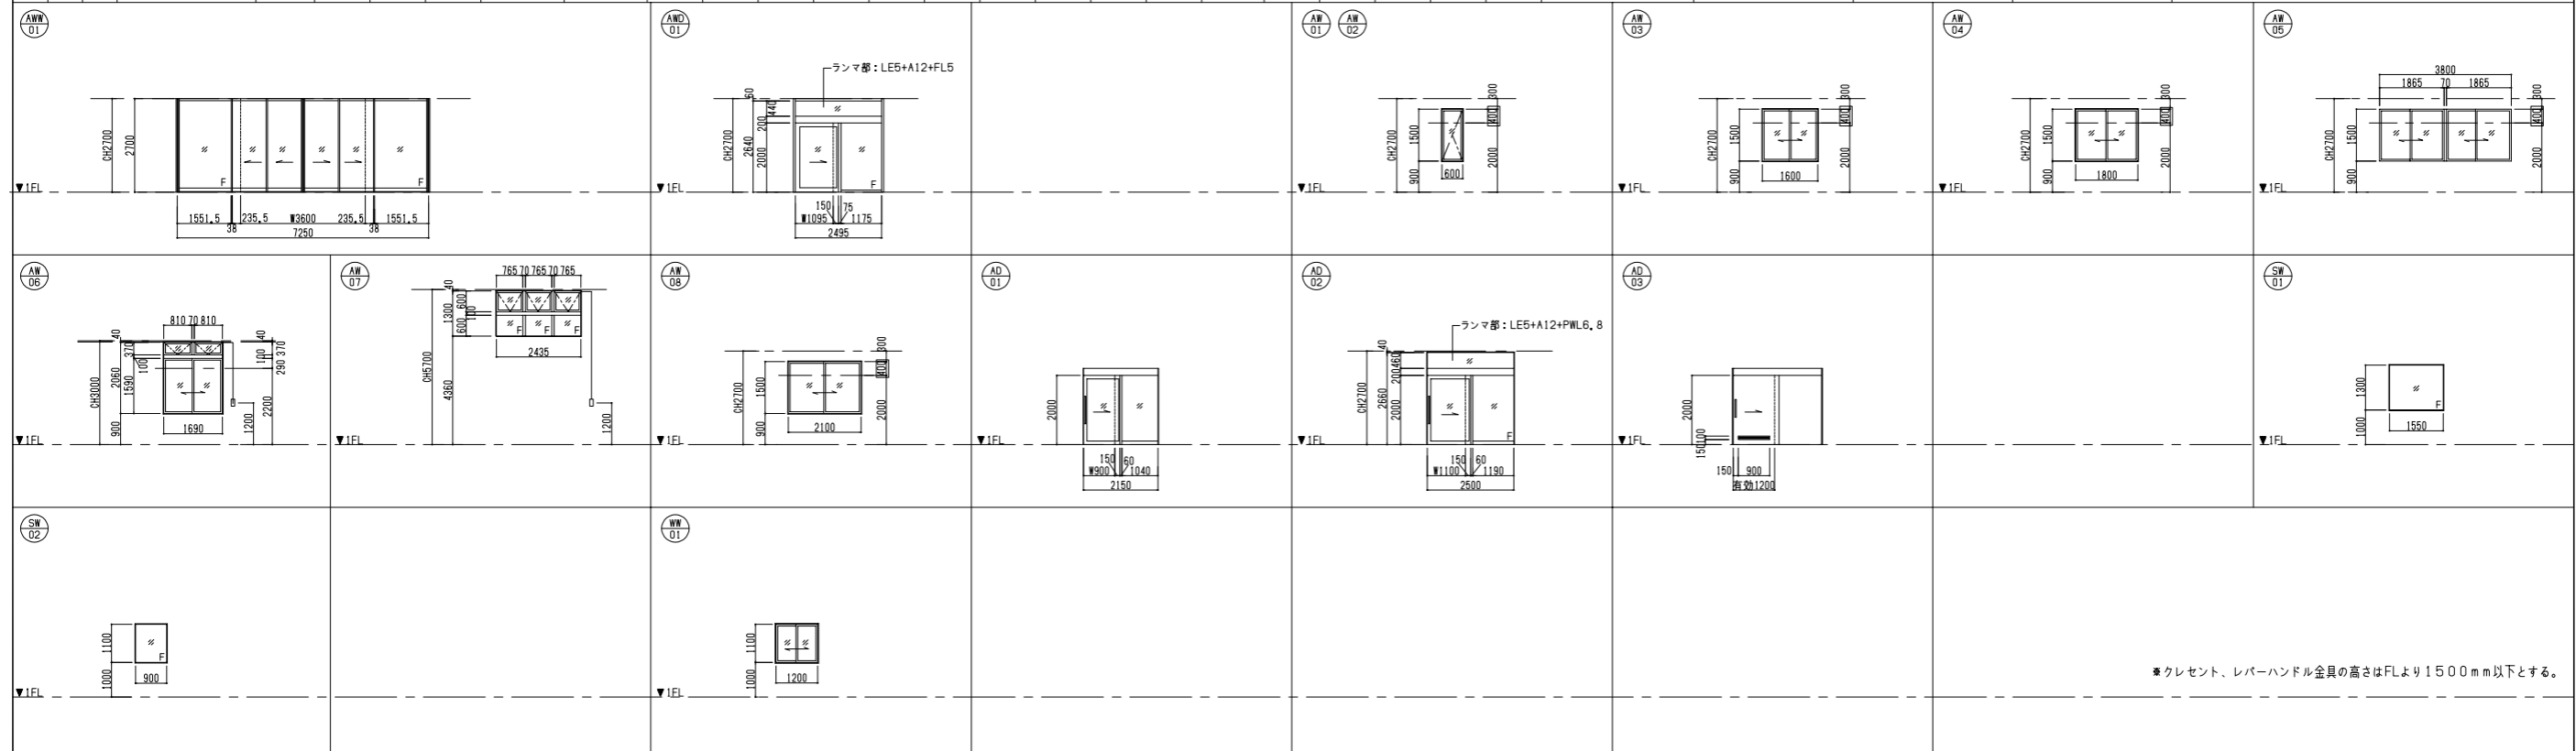 AWW
01
CH2700
2700
F
F
▼1FL
1551.5
235.5
W3600
235.5
1551.5
38
38
7250
AWD
01
ランマ部:LE5+A12+FL5
60
440
200
CH2700
2640
2000
F
▼1FL
150
75
W1095
1175
2495
AW
01
AW
02
300
400
CH2700
1500
2000
900
600
▼1FL
AW
03
300
400
CH2700
1500
2000
900
1600
▼1FL
AW
04
300
400
CH2700
1500
2000
900
1800
▼1FL
AW
05
3800
1865
70
1865
300
400
CH2700
1500
2000
900
▼1FL
AW
06
810 70 810
40
370
100
CH3000
2060
1590
900
40
370
100
290
2200
1200
1690
▼1FL
AW
07
765 70 765 70 765
40
600
1300
100
600
F
F
F
2435
CH5700
4360
1200
▼1FL
AW
08
300
400
CH2700
1500
2000
900
2100
▼1FL
AD
01
2000
▼1FL
150
60
W900
1040
2150
AD
02
ランマ部:LE5+A12+PWL6.8
40
460
200
CH2700
2660
2000
F
▼1FL
150
60
W1100
1190
2500
AD
03
2000
100
150
▼1FL
150
900
有効1200
SW
01
1300
F
1000
1550
▼1FL
SW
02
1100
F
1000
900
▼1FL
WW
01
1100
1000
1200
▼1FL
※クレセント、レバーハンドル金具の高さはFLより1500mm以下とする。